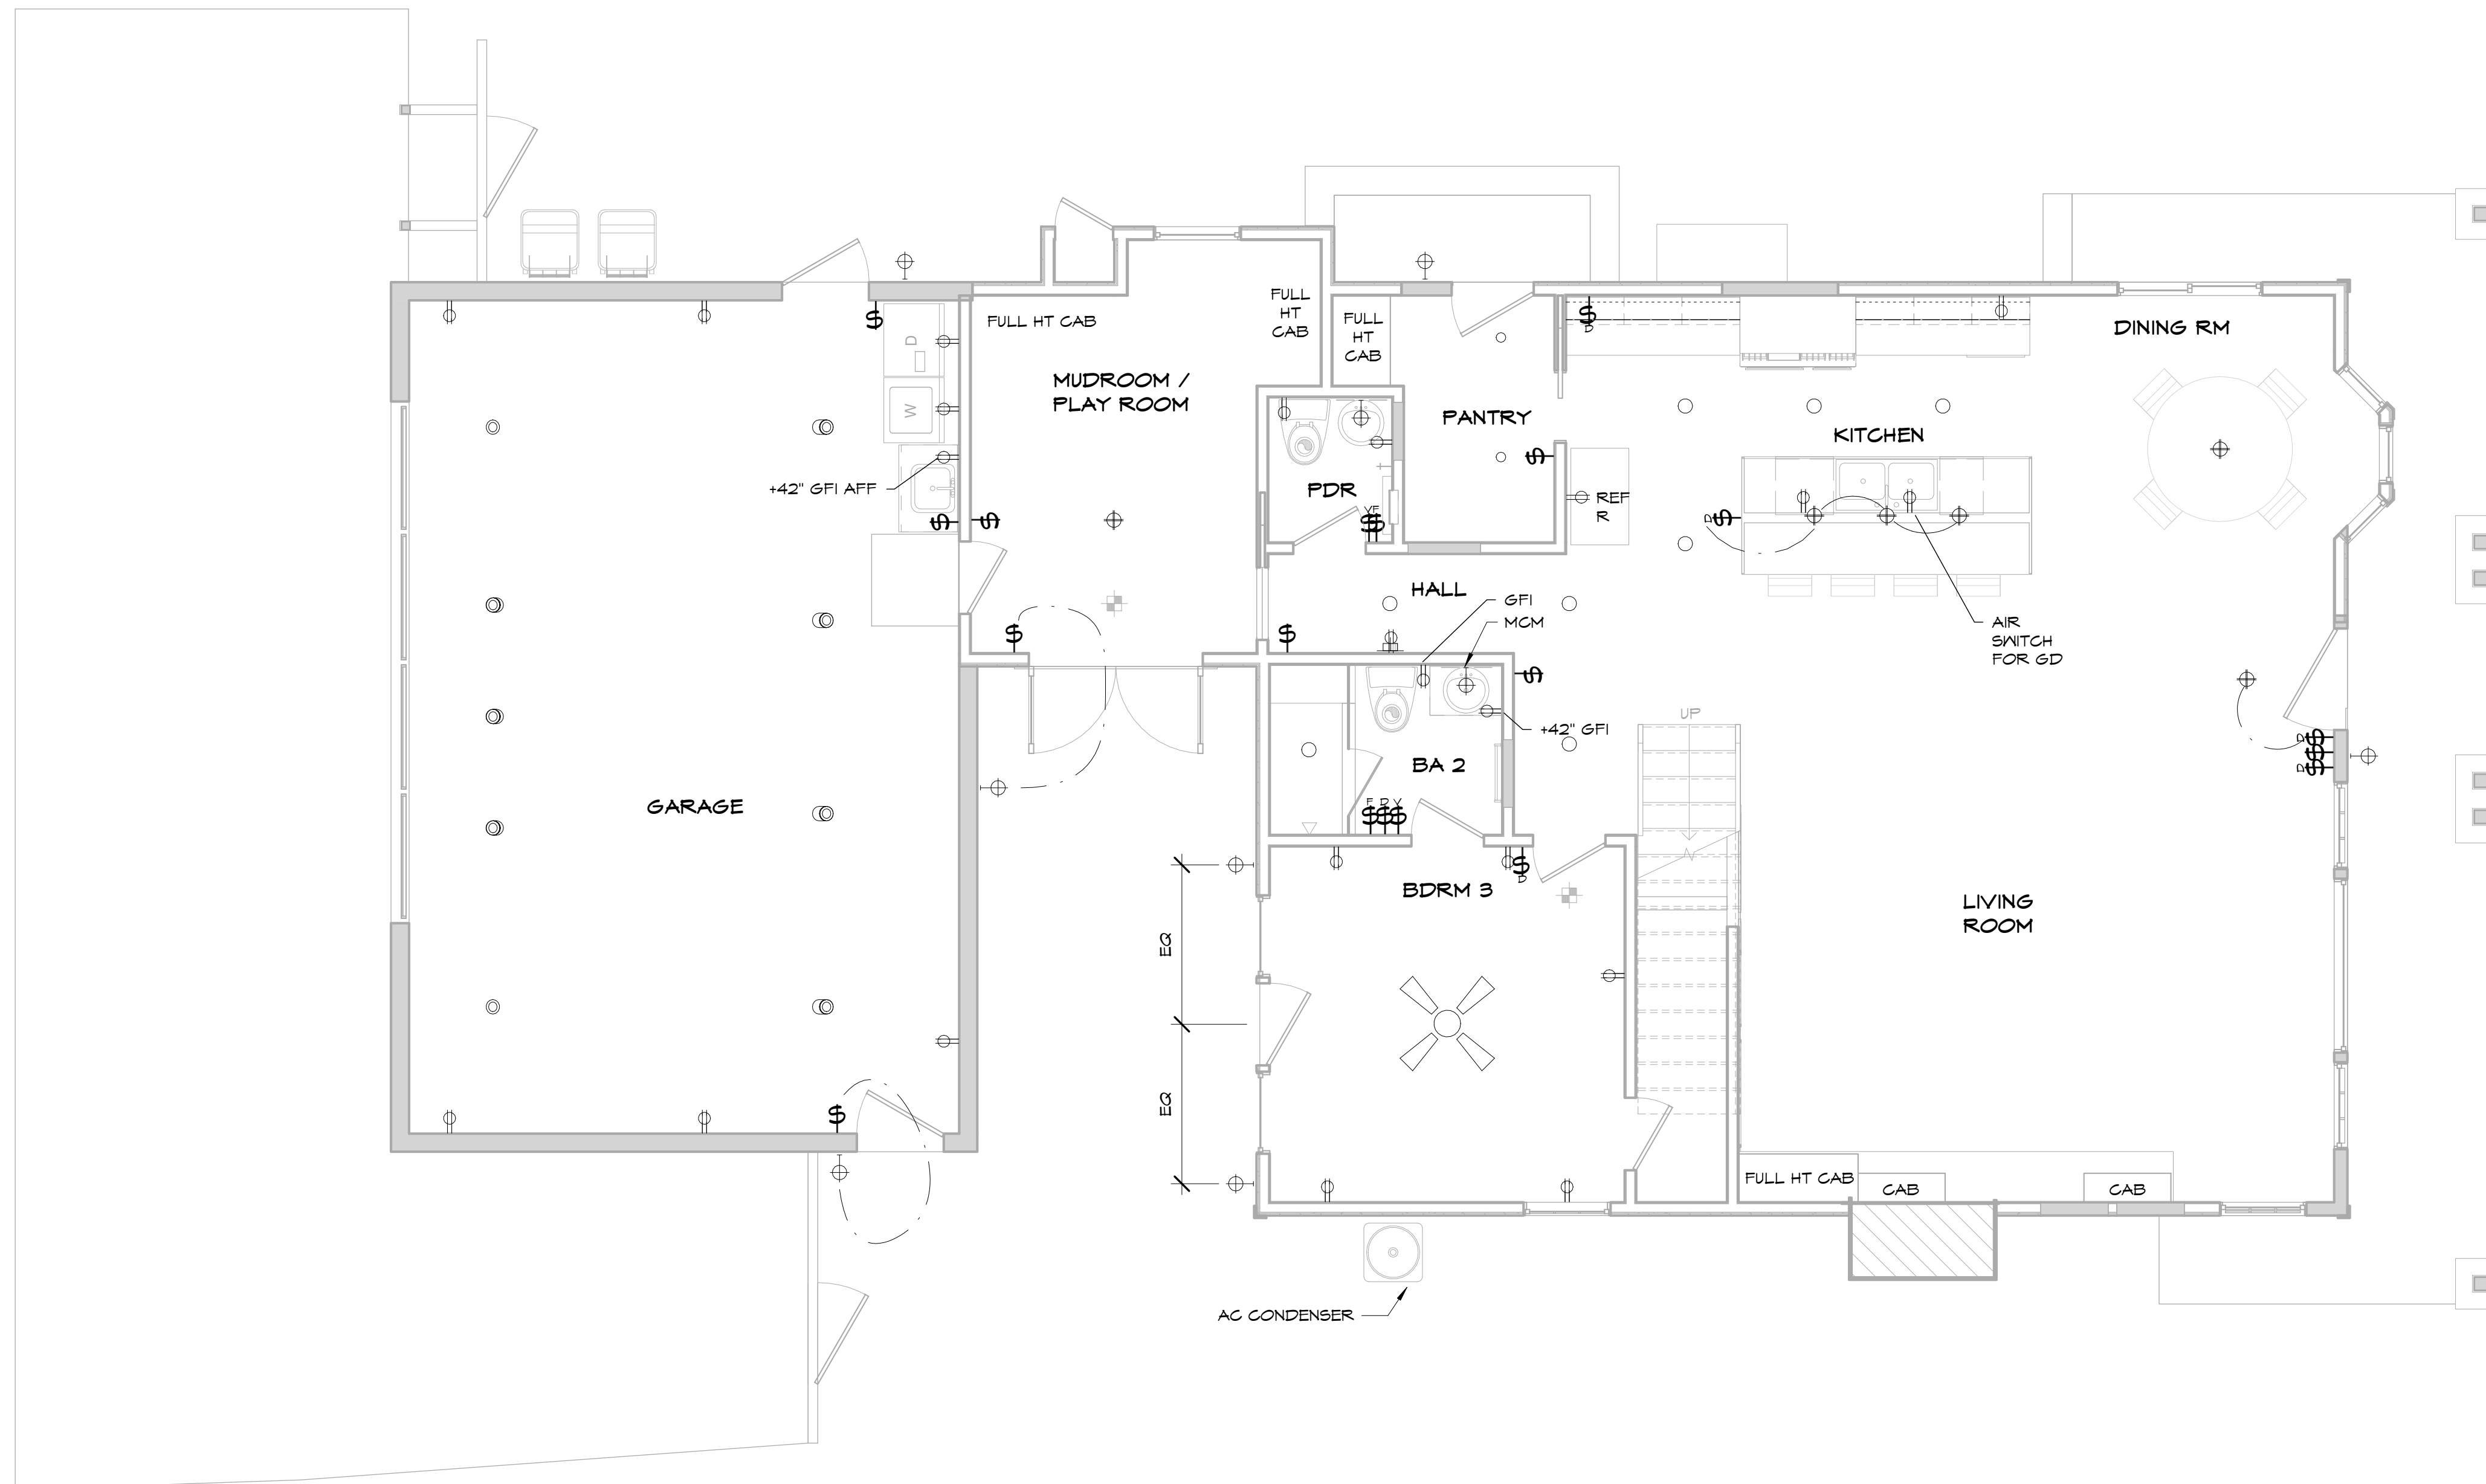 FULL HT CAB
FULL
HT
CAB
FULL
HT
CAB
DINING RM
D
MUDROOM /
PLAY ROOM
W
PANTRY
KITCHEN
+42" GFI AFF
PDR
VF
REF
R
D
D
HALL
GFI
MCM
AIR
SWITCH
FOR GD
UP
+42" GFI
BA 2
D
D
GARAGE
F D V
BDRM 3
D
LIVING
ROOM
EQ
EQ
FULL HT CAB
CAB
CAB
AC CONDENSER